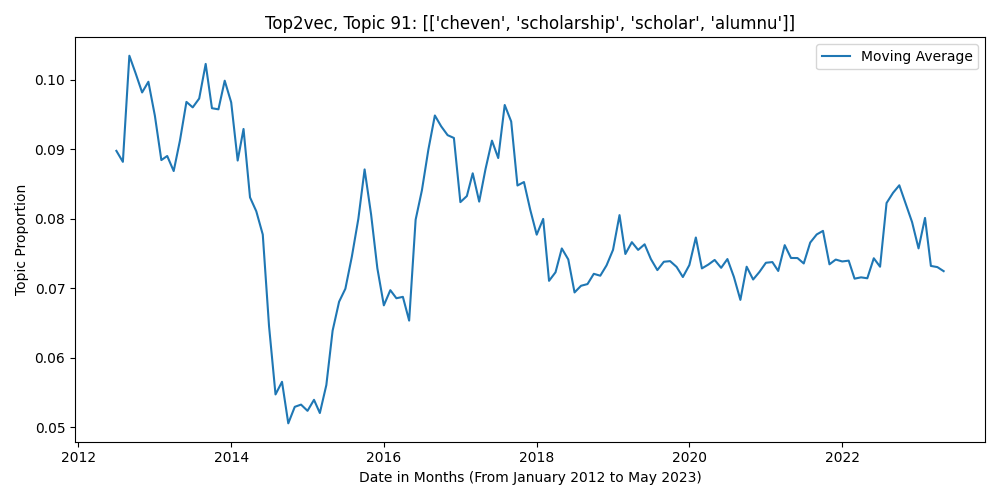 Top2vec, Topic 91: [['cheven', 'scholarship', 'scholar', 'alumnu']]
Moving Average
0.10
0.09
0.08
0.07
0.06
0.05
Topic Proportion
2012 2014 2016 2018 2020 2022
Date in Months (From January 2012 to May 2023)